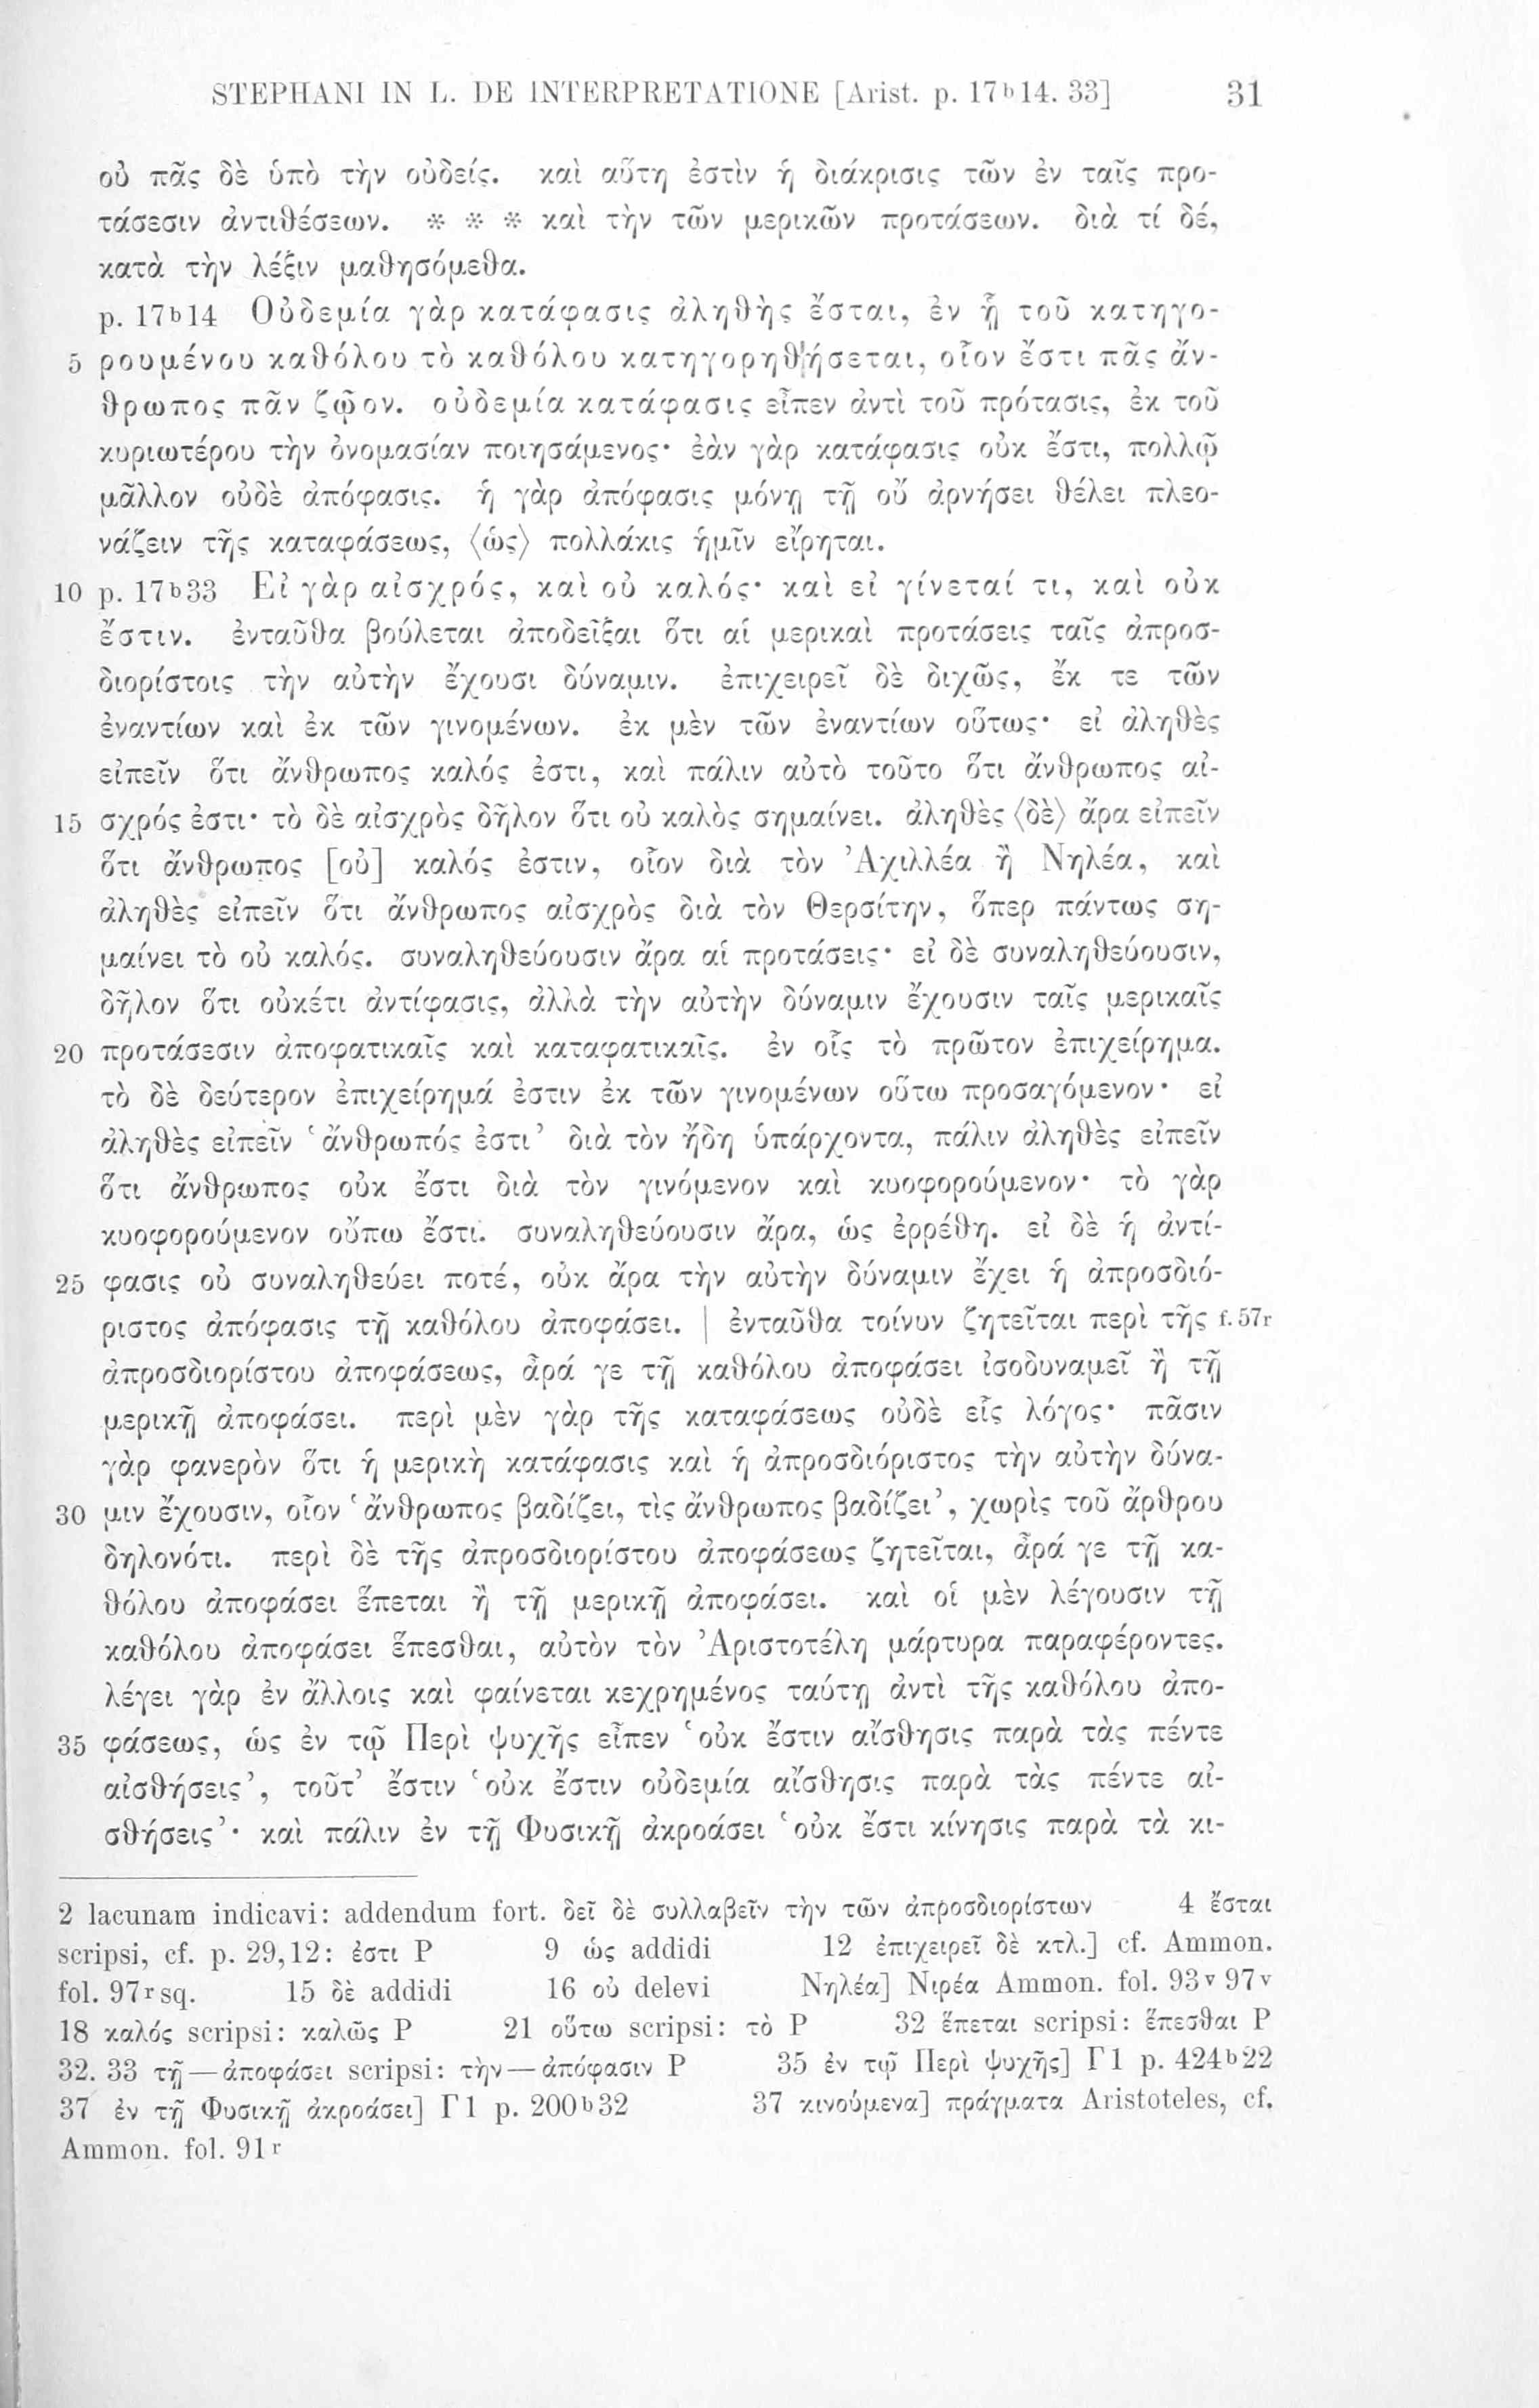 STEPHANI IN L. DE INTERPRETATIONE [Arist. p. 17b14. 33] 31
οὐ πᾶς δὲ ὑπὸ τὴν οὐδείς. καὶ αὕτη ἐστὶν ἡ διάκρισις τῶν ἐν ταῖς προ-
τάσεσιν ἀντιθέσεων. * * * καὶ τὴν τῶν μερικῶν προτάσεων. διὰ τί δέ,
κατὰ τὴν λέξιν μαθησόμεθα.
p. 17b14 Οὐδεμία γὰρ κατάφασις ἀληθὴς ἔσται, ἐν ᾗ τοῦ κατηγο-
5 ρουμένου καθόλου τὸ καθόλου κατηγορηθήσεται, οἷον ἔστι πᾶς ἄν-
θρωπος πᾶν ζῷον. οὐδεμία κατάφασις εἶπεν ἀντὶ τοῦ πρότασις, ἐκ τοῦ
κυριωτέρου τὴν ὀνομασίαν ποιησάμενος· ἐὰν γὰρ κατάφασις οὐκ ἔστι, πολλῷ
μᾶλλον οὐδὲ ἀπόφασις. ἡ γὰρ ἀπόφασις μόνῃ τῇ οὔ ἀρνήσει θέλει πλεο-
νάζειν τῆς καταφάσεως, ⟨ὡς⟩ πολλάκις ἡμῖν εἴρηται.
10 p. 17b33 Εἰ γὰρ αἰσχρός, καὶ οὐ καλός· καὶ εἰ γίνεταί τι, καὶ οὐκ
ἔστιν. ἐνταῦθα βούλεται ἀποδεῖξαι ὅτι αἱ μερικαὶ προτάσεις ταῖς ἀπροσ-
διορίστοις τὴν αὐτὴν ἔχουσι δύναμιν. ἐπιχειρεῖ δὲ διχῶς, ἔκ τε τῶν
ἐναντίων καὶ ἐκ τῶν γινομένων. ἐκ μὲν τῶν ἐναντίων οὕτως· εἰ ἀληθὲς
εἰπεῖν ὅτι ἄνθρωπος καλός ἐστι, καὶ πάλιν αὐτὸ τοῦτο ὅτι ἄνθρωπος αἰ-
15 σχρός ἐστι· τὸ δὲ αἰσχρὸς δῆλον ὅτι οὐ καλὸς σημαίνει. ἀληθὲς ⟨δὲ⟩ ἄρα εἰπεῖν
ὅτι ἄνθρωπος [οὐ] καλός ἐστιν, οἷον διὰ τὸν Ἀχιλλέα ἢ Νηλέα, καὶ
ἀληθὲς εἰπεῖν ὅτι ἄνθρωπος αἰσχρὸς διὰ τὸν Θερσίτην, ὅπερ πάντως ση-
μαίνει τὸ οὐ καλός. συναληθεύουσιν ἄρα αἱ προτάσεις· εἰ δὲ συναληθεύουσιν,
δῆλον ὅτι οὐκέτι ἀντίφασις, ἀλλὰ τὴν αὐτὴν δύναμιν ἔχουσιν ταῖς μερικαῖς
20 προτάσεσιν ἀποφατικαῖς καὶ καταφατικαῖς. ἐν οἷς τὸ πρῶτον ἐπιχείρημα.
τὸ δὲ δεύτερον ἐπιχείρημά ἐστιν ἐκ τῶν γινομένων οὕτω προσαγόμενον· εἰ
ἀληθὲς εἰπεῖν ‘ἄνθρωπός ἐστι’ διὰ τὸν ἤδη ὑπάρχοντα, πάλιν ἀληθὲς εἰπεῖν
ὅτι ἄνθρωπος οὐκ ἔστι διὰ τὸν γινόμενον καὶ κυοφορούμενον· τὸ γὰρ
κυοφορούμενον οὔπω ἔστι. συναληθεύουσιν ἄρα, ὡς ἐρρέθη. εἰ δὲ ἡ ἀντί-
25 φασις οὐ συναληθεύει ποτέ, οὐκ ἄρα τὴν αὐτὴν δύναμιν ἔχει ἡ ἀπροσδιό-
ριστος ἀπόφασις τῇ καθόλου ἀποφάσει. | ἐνταῦθα τοίνυν ζητεῖται περὶ τῆς f. 57r
ἀπροσδιορίστου ἀποφάσεως, ἆρά γε τῇ καθόλου ἀποφάσει ἰσοδυναμεῖ ἢ τῇ
μερικῇ ἀποφάσει. περὶ μὲν γὰρ τῆς καταφάσεως οὐδὲ εἷς λόγος· πᾶσιν
γὰρ φανερὸν ὅτι ἡ μερικὴ κατάφασις καὶ ἡ ἀπροσδιόριστος τὴν αὐτὴν δύνα-
30 μιν ἔχουσιν, οἷον ‘ἄνθρωπος βαδίζει, τὶς ἄνθρωπος βαδίζει’, χωρὶς τοῦ ἄρθρου
δηλονότι. περὶ δὲ τῆς ἀπροσδιορίστου ἀποφάσεως ζητεῖται, ἆρά γε τῇ κα-
θόλου ἀποφάσει ἕπεται ἢ τῇ μερικῇ ἀποφάσει. καὶ οἱ μὲν λέγουσιν τῇ
καθόλου ἀποφάσει ἕπεσθαι, αὐτὸν τὸν Ἀριστοτέλη μάρτυρα παραφέροντες.
λέγει γὰρ ἐν ἄλλοις καὶ φαίνεται κεχρημένος ταύτῃ ἀντὶ τῆς καθόλου ἀπο-
35 φάσεως, ὡς ἐν τῷ Περὶ ψυχῆς εἶπεν ‘οὐκ ἔστιν αἴσθησις παρὰ τὰς πέντε
αἰσθήσεις’, τοῦτ’ ἔστιν ‘οὐκ ἔστιν οὐδεμία αἴσθησις παρὰ τὰς πέντε αἰ-
σθήσεις’· καὶ πάλιν ἐν τῇ Φυσικῇ ἀκροάσει ‘οὐκ ἔστι κίνησις παρὰ τὰ κι-
2 lacunam indicavi: addendum fort. δεῖ δὲ συλλαβεῖν τὴν τῶν ἀπροσδιορίστων 4 ἔσται
scripsi, cf. p. 29,12: ἐστι P 9 ὡς addidi 12 ἐπιχειρεῖ δὲ κτλ.] cf. Ammon.
fol. 97r sq. 15 δὲ addidi 16 οὐ delevi Νηλέα] Νιρέα Ammon. fol. 93v 97v
18 καλός scripsi: καλῶς P 21 οὕτω scripsi: τὸ P 32 ἕπεται scripsi: ἕπεσθαι P
32. 33 τῇ—ἀποφάσει scripsi: τὴν—ἀπόφασιν P 35 ἐν τῷ Περὶ ψυχῆς] Γ 1 p. 424b22
37 ἐν τῇ Φυσικῇ ἀκροάσει] Γ 1 p. 200b32 37 κινούμενα] πράγματα Aristoteles, cf.
Ammon. fol. 91r